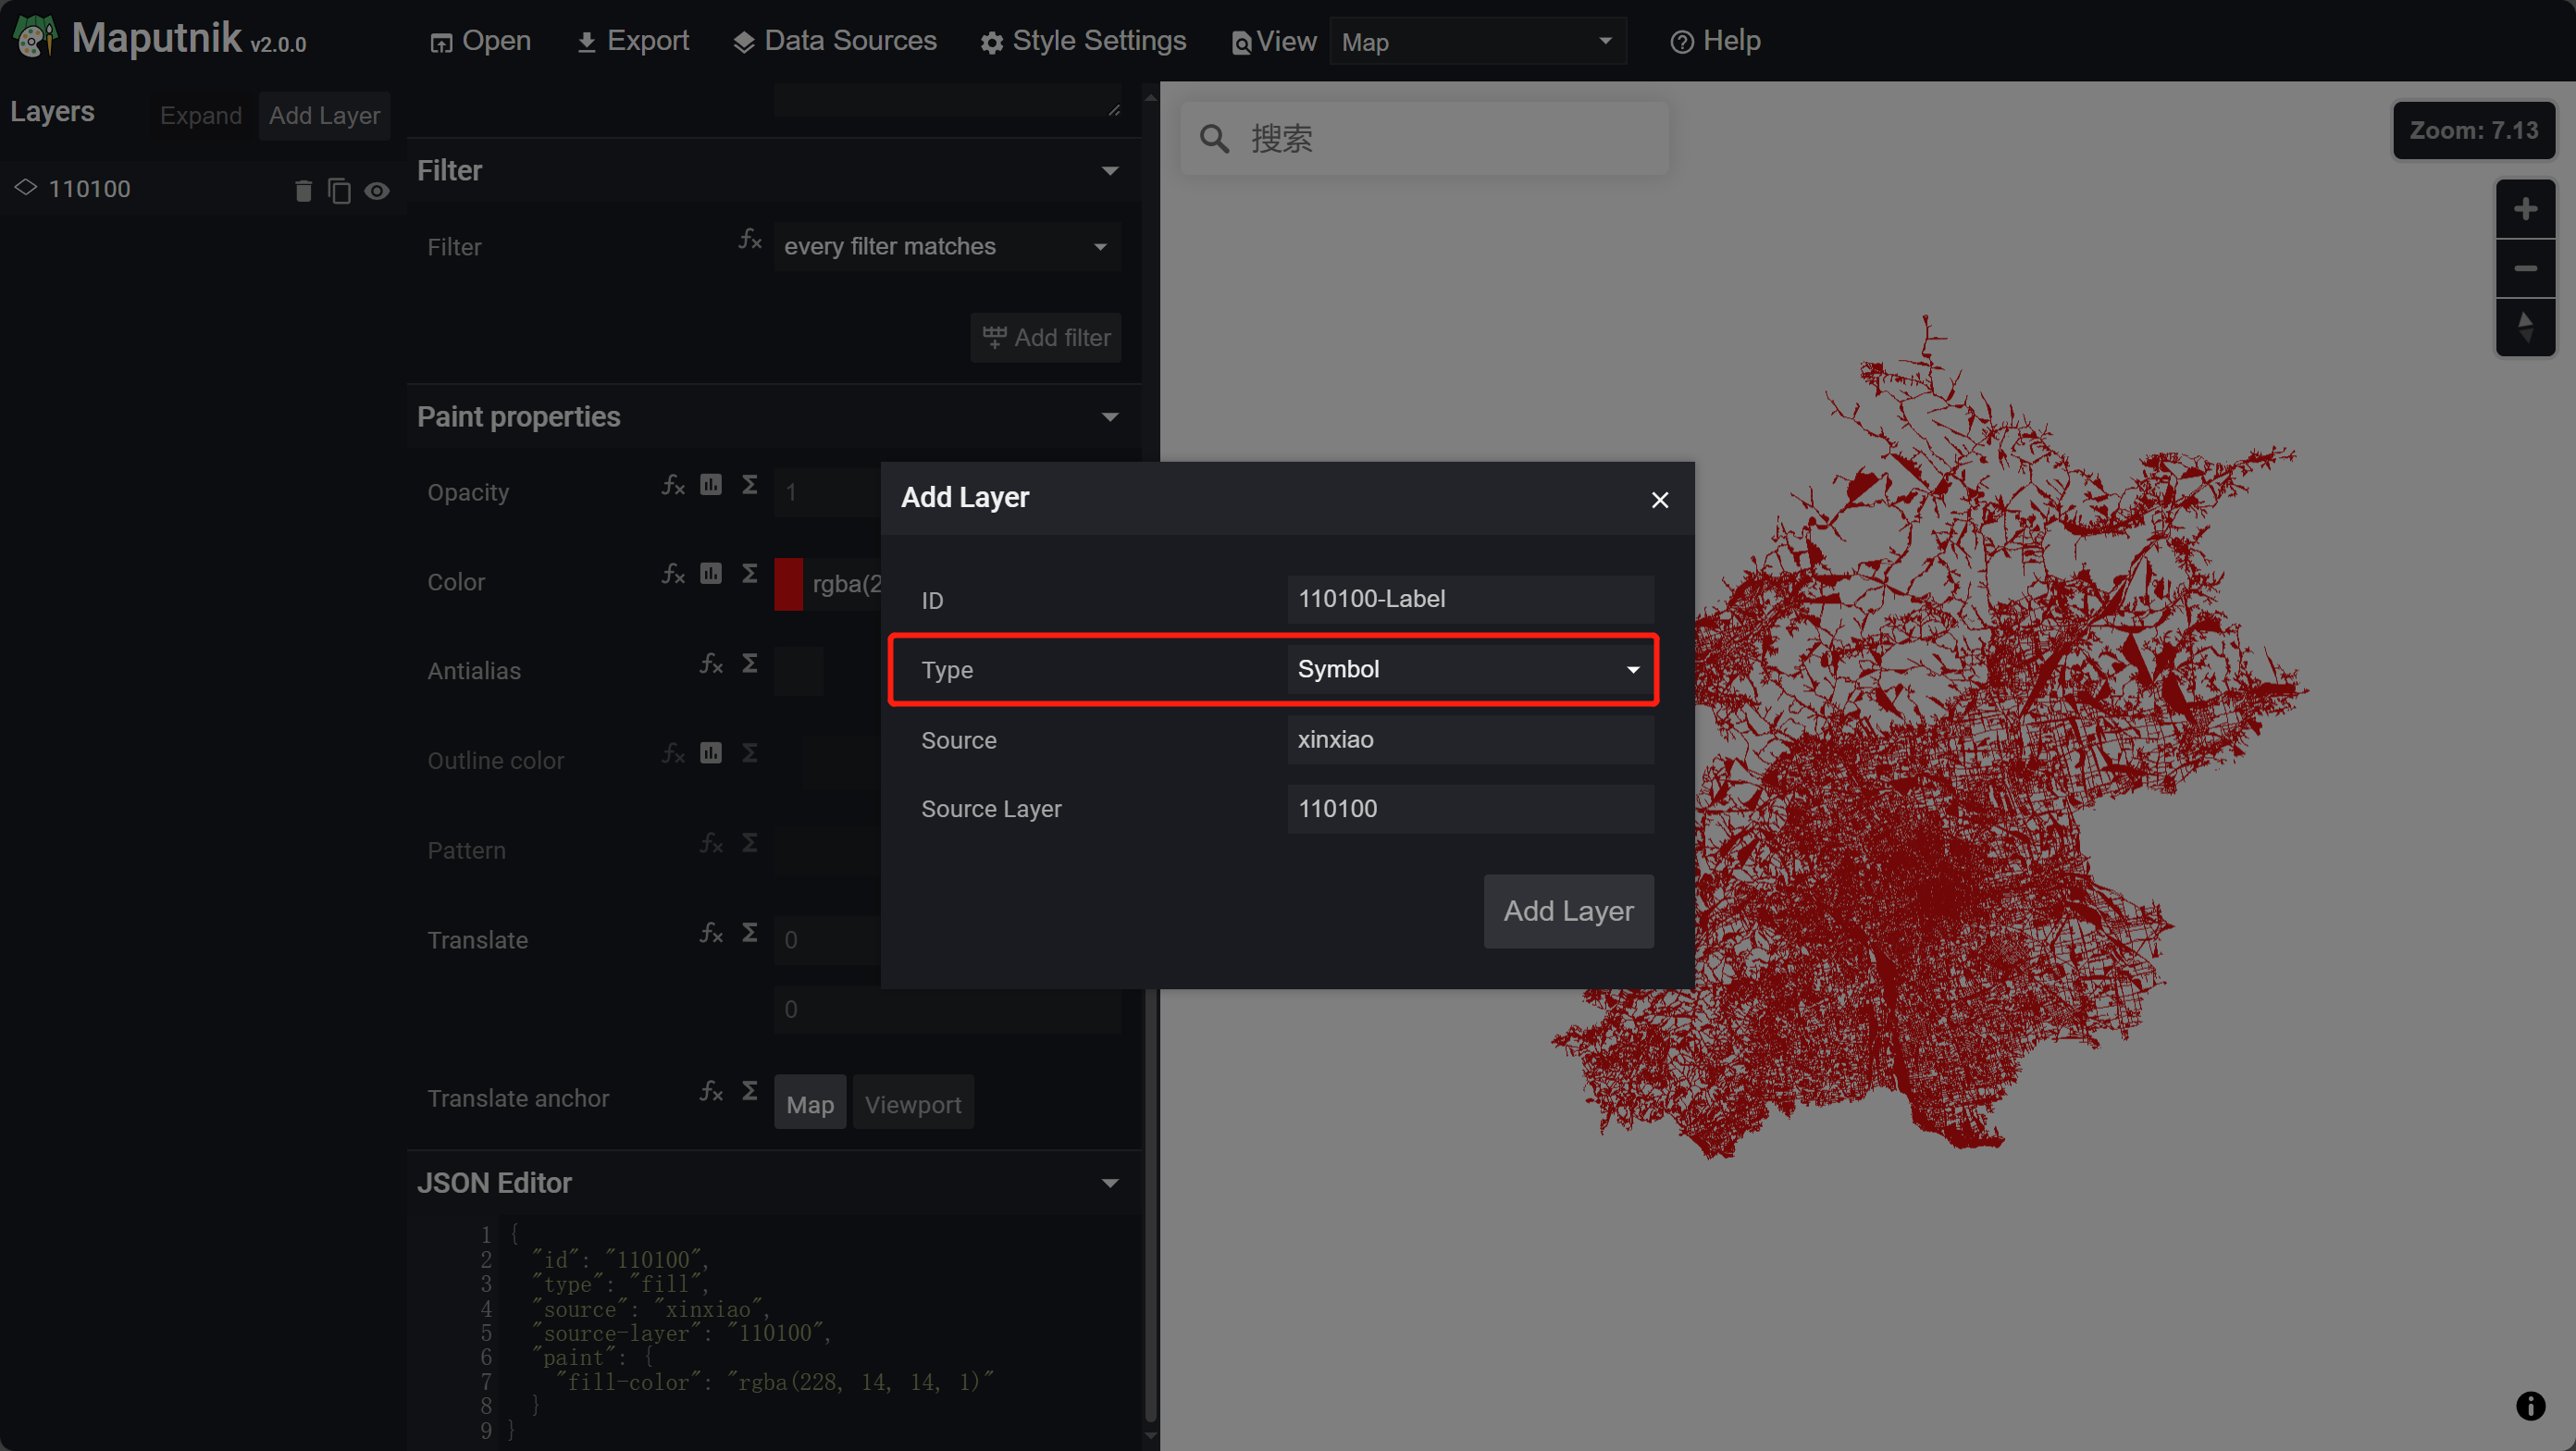 Maputnik v2.0.0
Open
Export
Data Sources
Style Settings
View
Map
Help
Layers
Expand
Add Layer
110100
Filter
Filter
every filter matches
Add filter
Paint properties
Opacity
1
Color
rgba(2
Antialias
Outline color
Pattern
Translate
0
0
Translate anchor
Map
Viewport
JSON Editor
1 {
2 "id": "110100",
3 "type": "fill",
4 "source": "xinxiao",
5 "source-layer": "110100",
6 "paint": {
7 "fill-color": "rgba(228, 14, 14, 1)"
8 }
9 }
Add Layer
ID
110100-Label
Type
Symbol
Source
xinxiao
Source Layer
110100
Add Layer
搜索
Zoom: 7.13